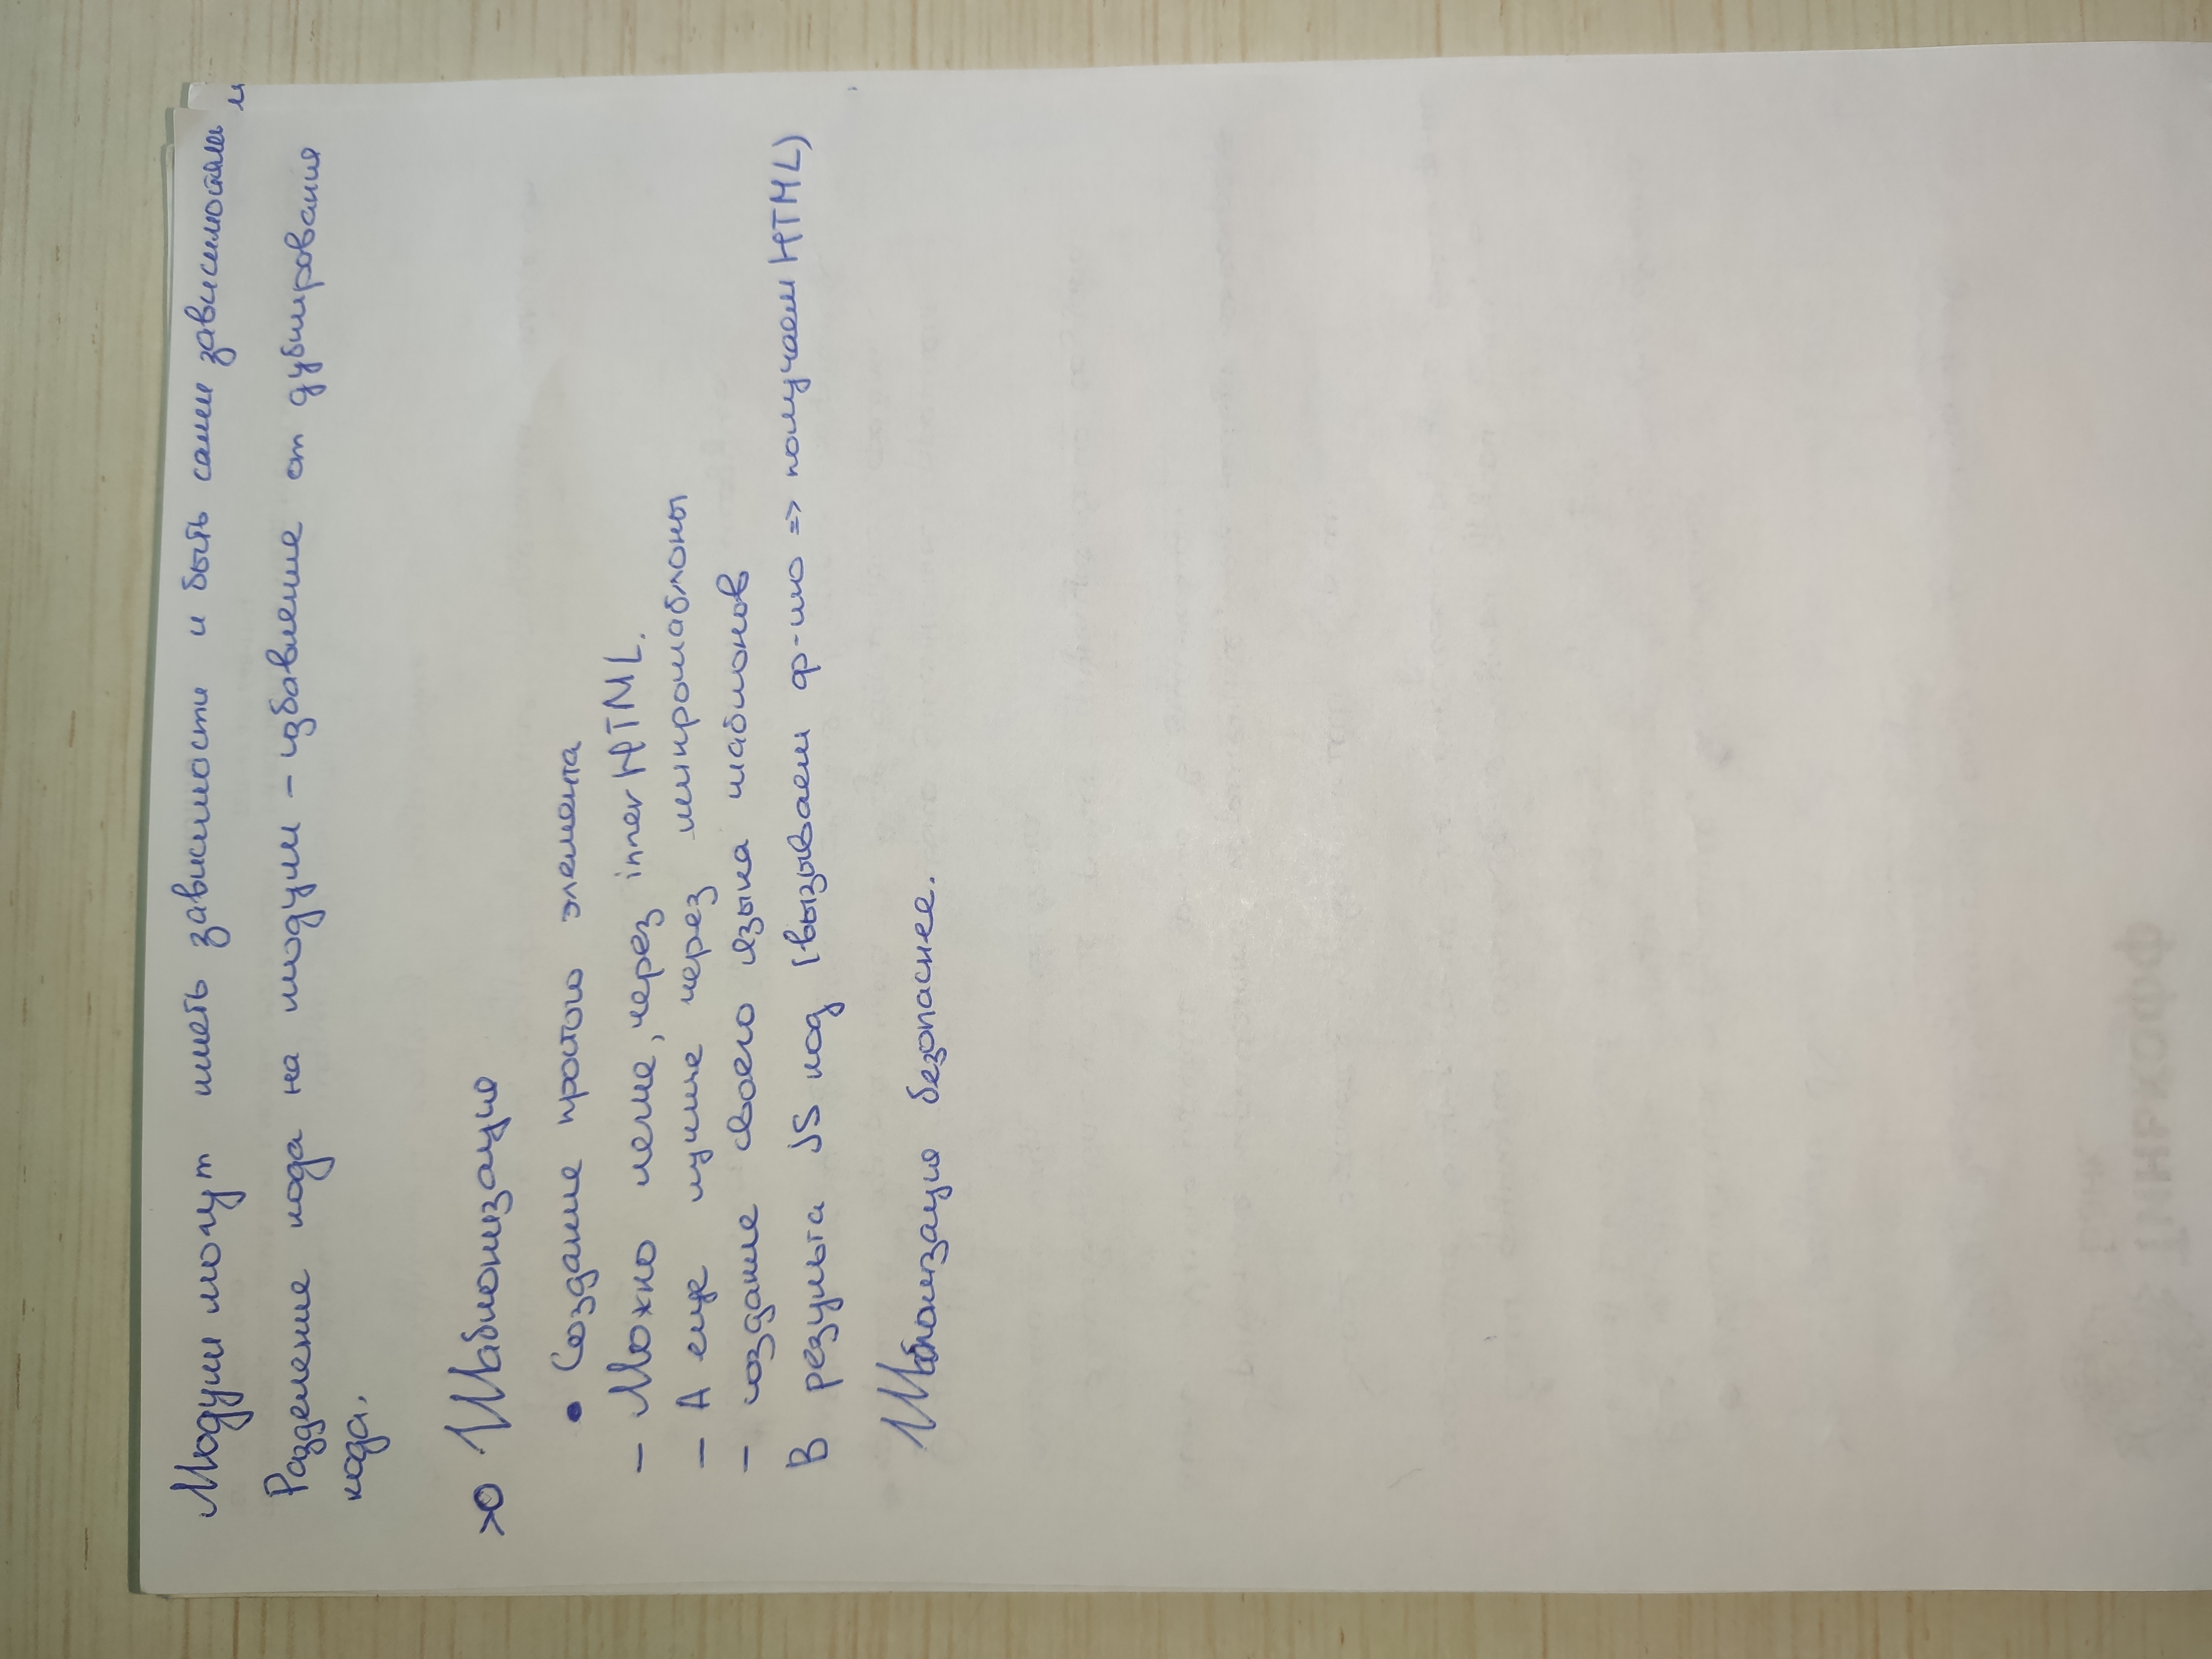 Модули могут иметь зависимости и быть сами зависимостями
Разделение кода на модули – избавление от дублирования
кода.
Шаблонизация
• Создание простого элемента
– Можно легче, через innerHTML.
– А еще лучше через микрошаблоны
– создание своего языка шаблонов
В результа JS код (вызываем ф-цию => получаем HTML)
Шаблонизация безопаснее.
банк
Тинькофф